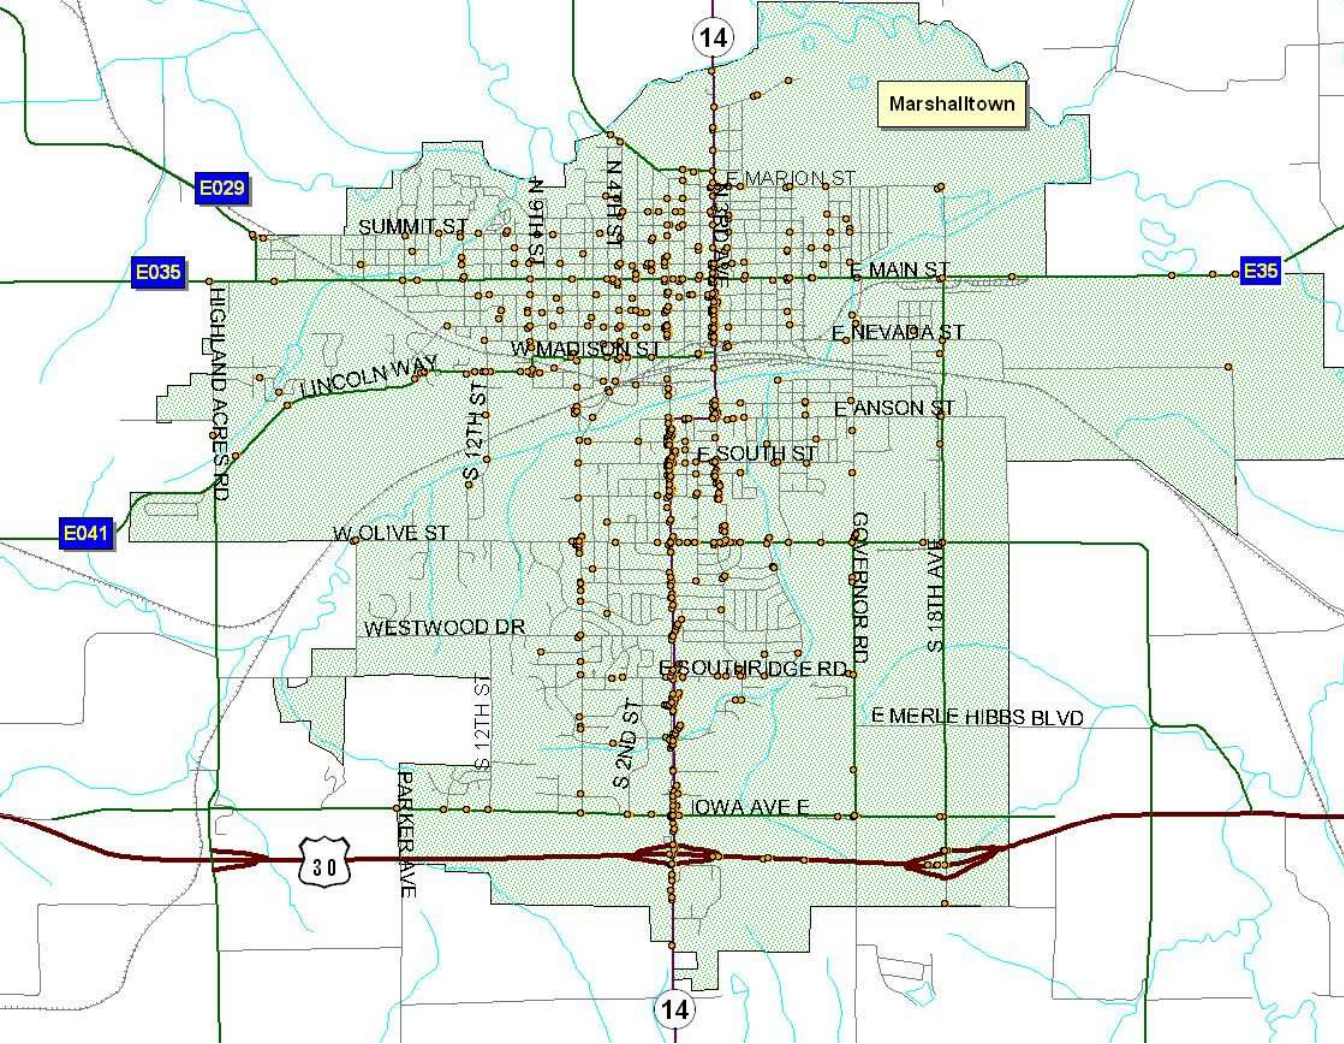 14
Marshalltown
E029
N 9TH ST
N 4TH ST
E MARION ST
N 3RD AVE
SUMMIT ST
E035
E MAIN ST
E35
HIGHLAND ACRES RD
E NEVADA ST
W MADISON ST
LINCOLN WAY
S 12TH ST
E ANSON ST
E SOUTH ST
E041
W OLIVE ST
GOVERNOR RD
S 18TH AVE
WESTWOOD DR
E SOUTHRIDGE RD
S 12TH ST
S 2ND ST
E MERLE HIBBS BLVD
PARKER AVE
IOWA AVE E
30
14